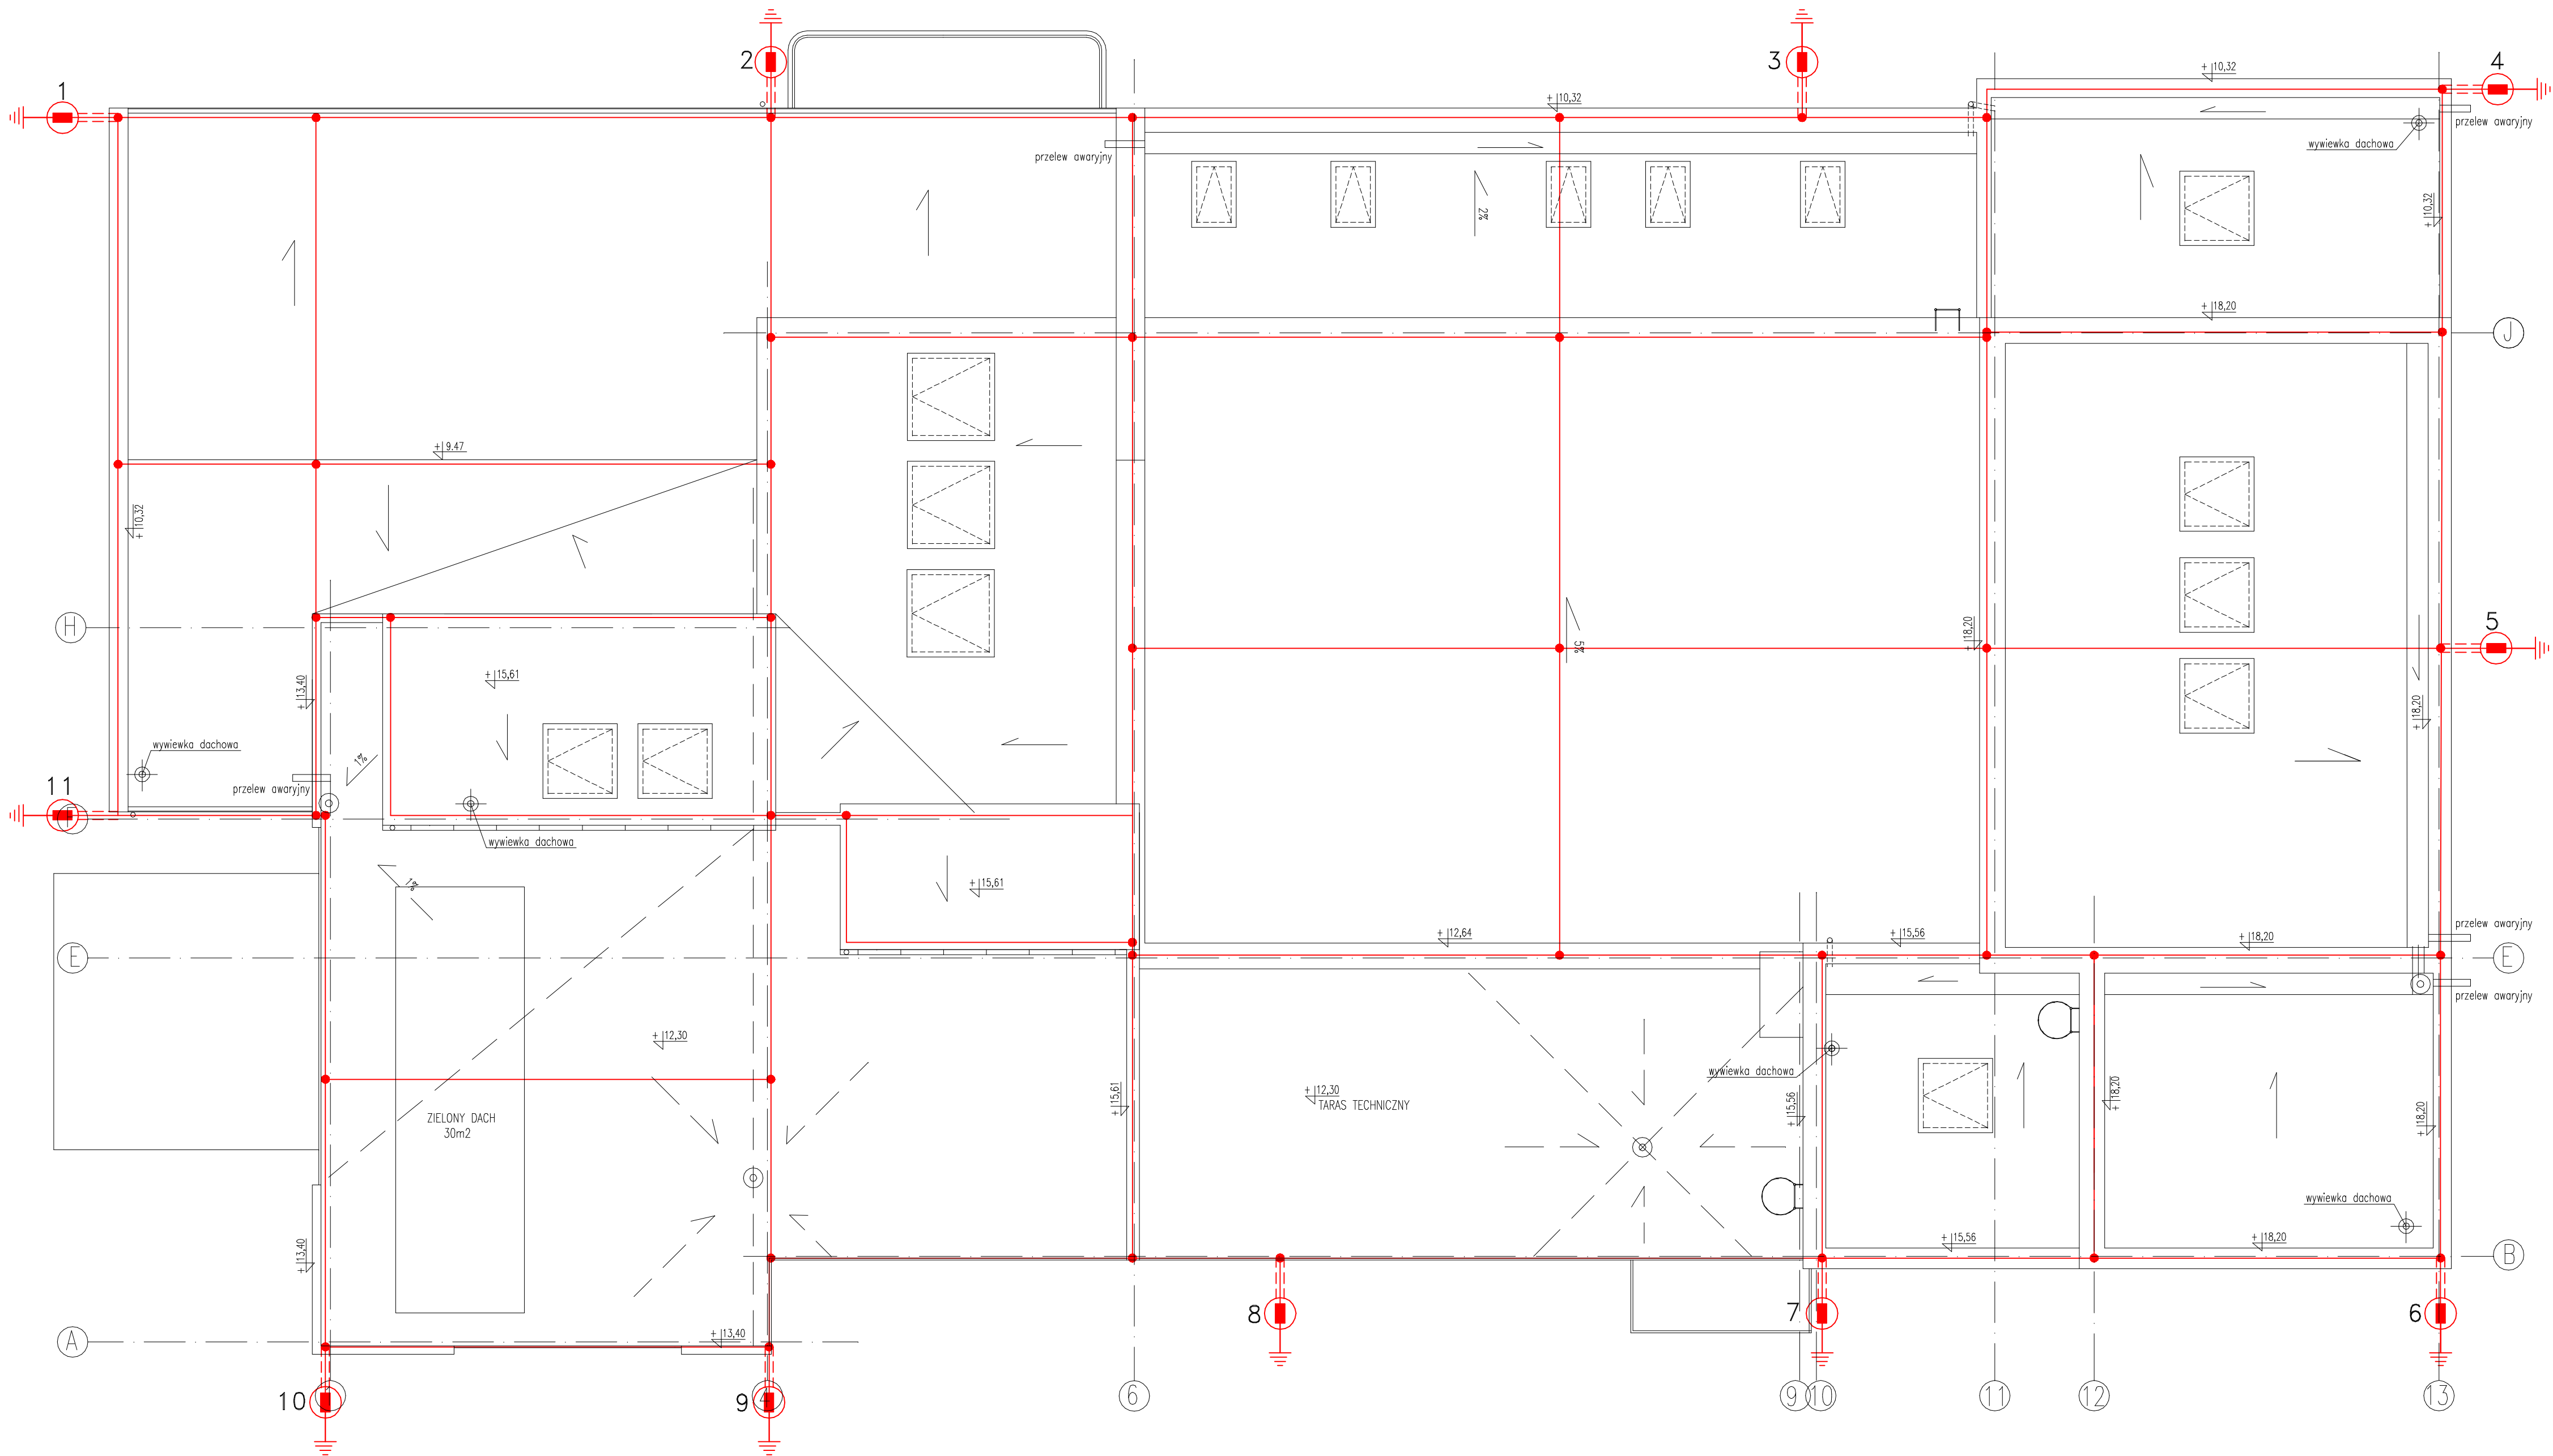 1
2
3
4
+10,32
+10,32
przelew awaryjny
wywiewka dachowa
przelew awaryjny
+10,32
2%
+18,20
J
+9.47
+10,32
H
5%
+18,20
5
+15,61
+13,40
+18,20
wywiewka dachowa
1%
11
przelew awaryjny
F
wywiewka dachowa
1%
+15,61
przelew awaryjny
+12,64
+15,56
+18,20
E
E
przelew awaryjny
+12,30
wywiewka dachowa
+15,61
+12,30
TARAS TECHNICZNY
+15,56
+18,20
+18,20
ZIELONY DACH
30m2
wywiewka dachowa
+13,40
+15,56
+18,20
B
8
7
6
A
+13,40
10
9
4
6
9
10
11
12
13